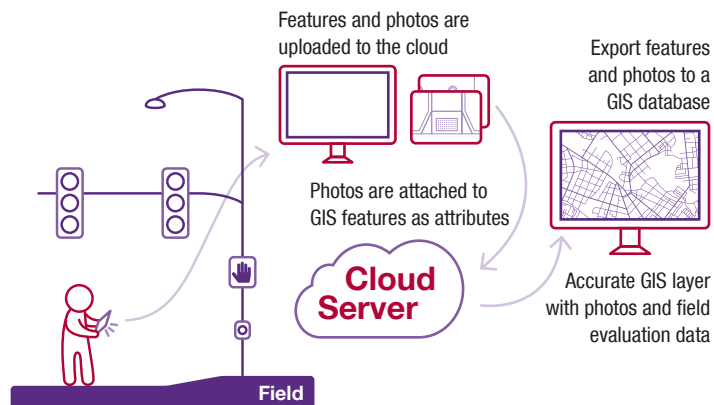 Features and photos are
uploaded to the cloud
Export features
and photos to a
GIS database
Photos are attached to
GIS features as attributes
Cloud
Server
Accurate GIS layer
with photos and field
evaluation data
Field